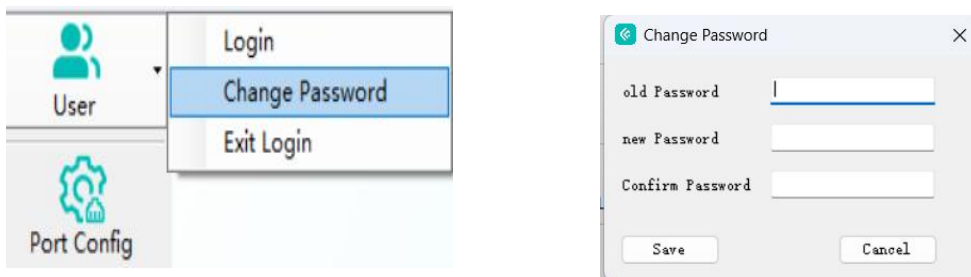 User
Login
Change Password
Exit Login
Port Config
Change Password
old Password
new Password
Confirm Password
Save
Cancel